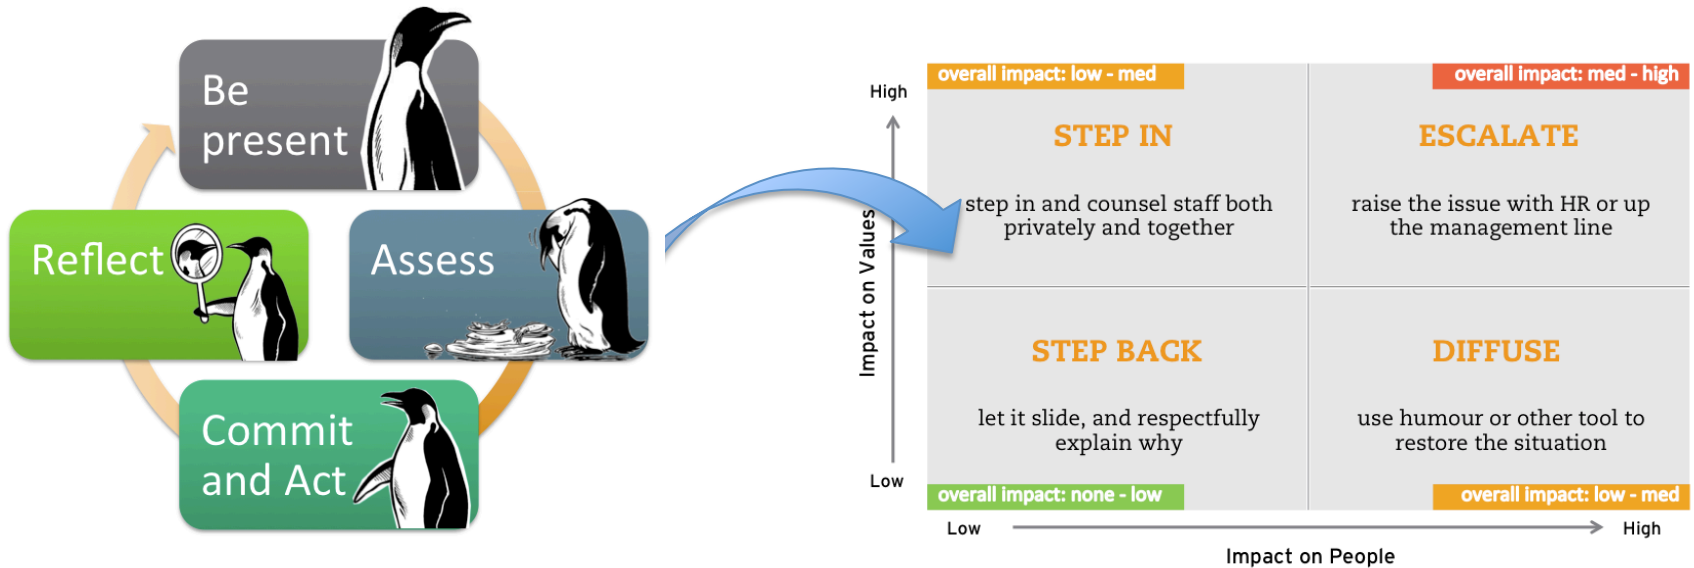 Be
present
Reflect
Assess
Commit
and Act
High
Impact on Values
Low
overall impact: low - med
STEP IN
step in and counsel staff both
privately and together
overall impact: med - high
ESCALATE
raise the issue with HR or up
the management line
STEP BACK
let it slide, and respectfully
explain why
overall impact: none - low
DIFFUSE
use humour or other tool to
restore the situation
overall impact: low - med
Low
High
Impact on People